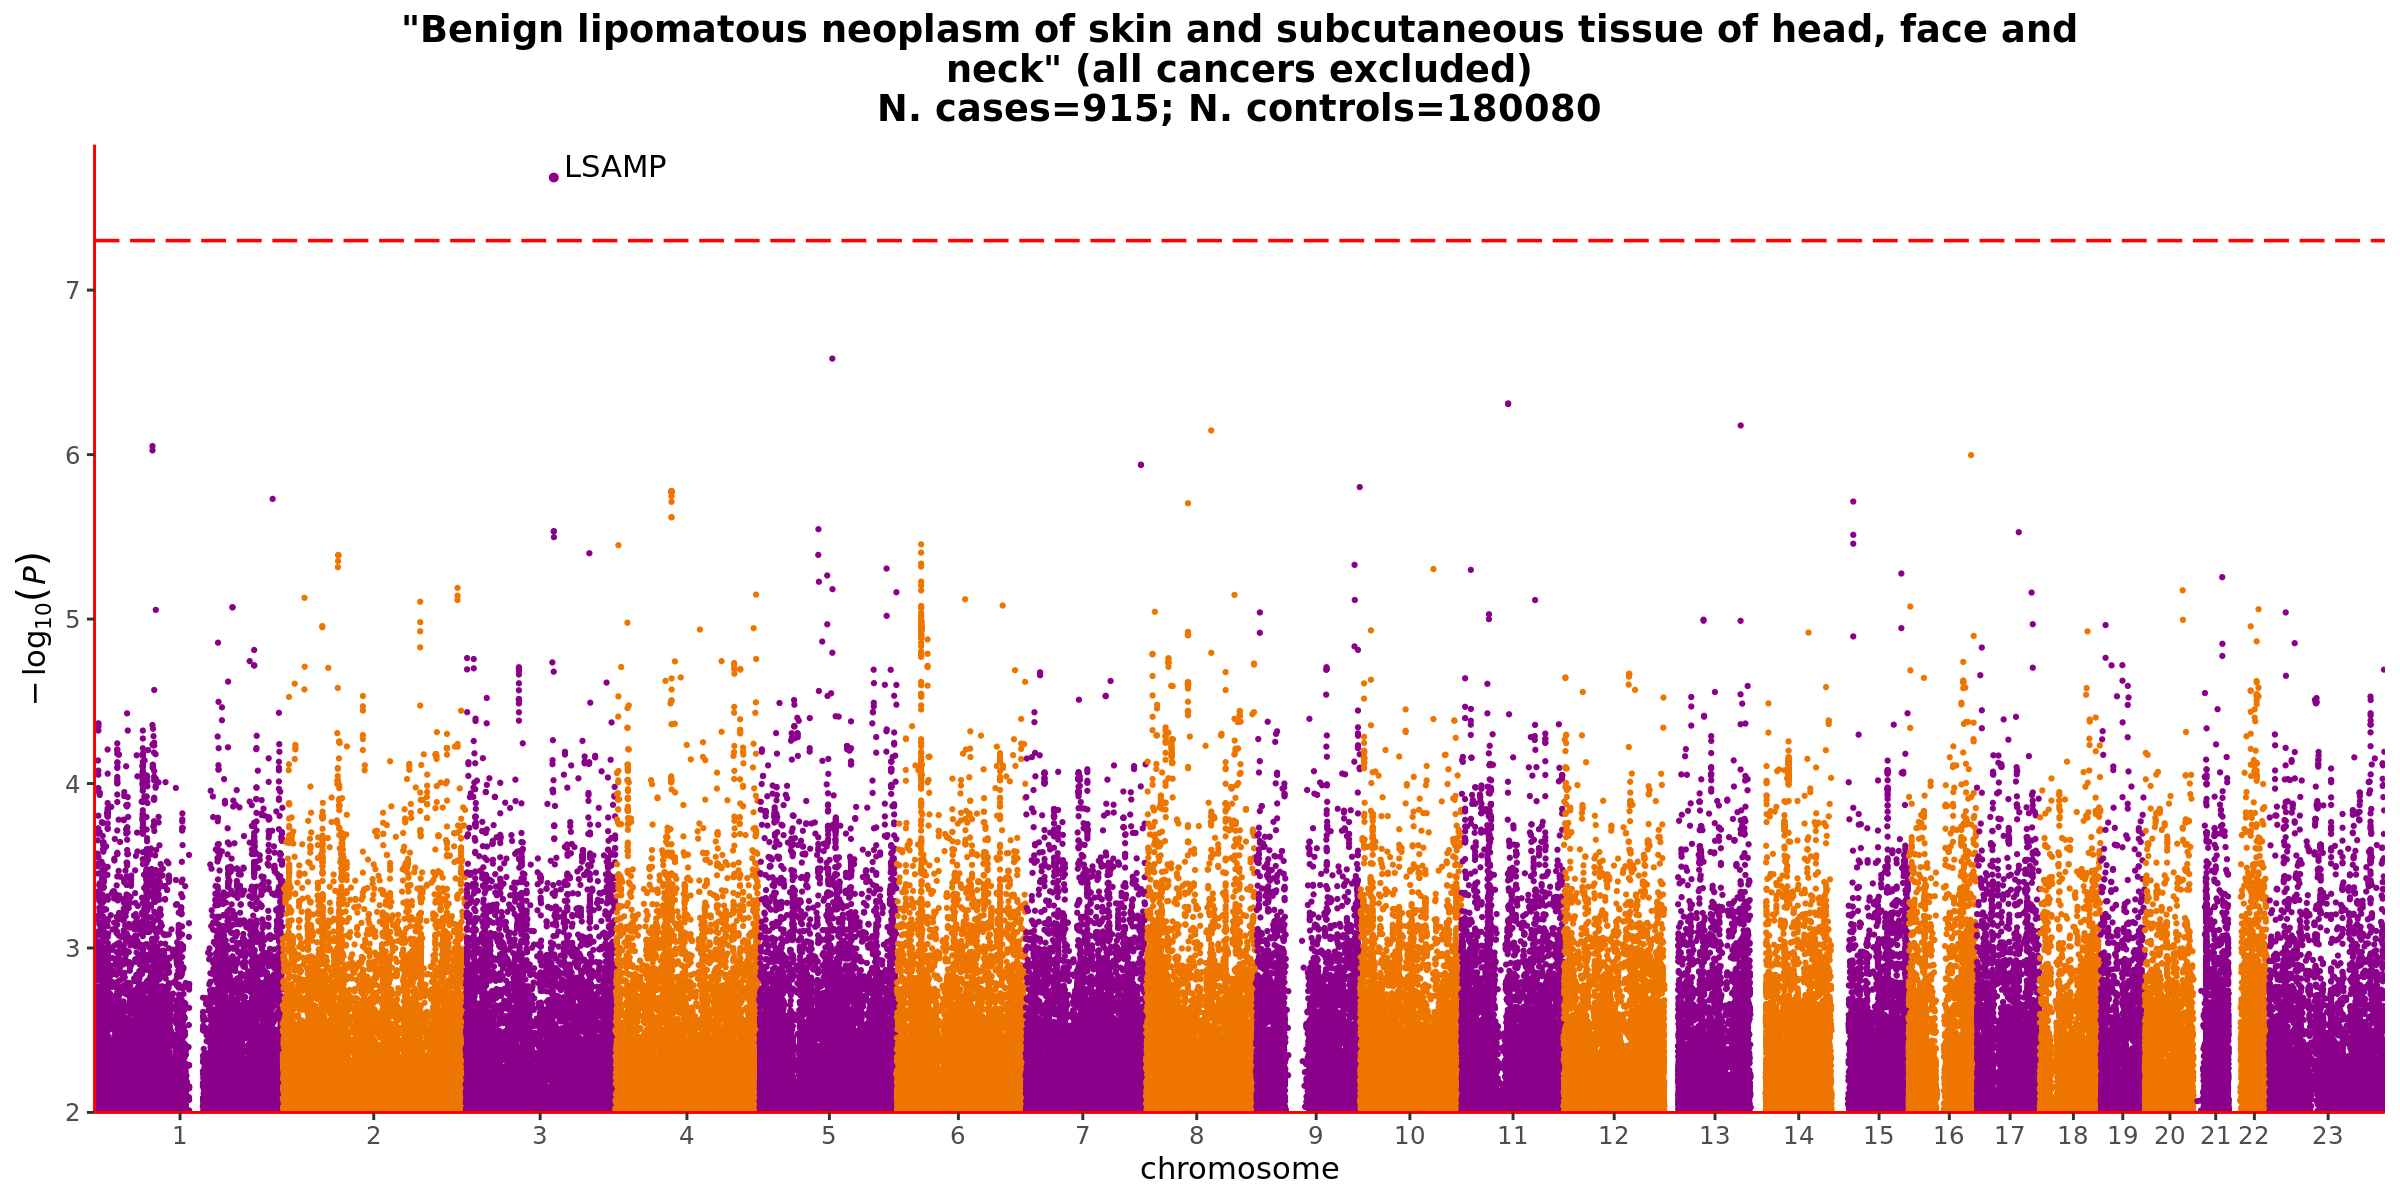 "Benign lipomatous neoplasm of skin and subcutaneous tissue of head, face and
neck" (all cancers excluded)
N. cases=915; N. controls=180080
LSAMP
7
6
5
4
3
2
−log10(P)
1 2 3 4 5 6 7 8 9 10 11 12 13 14 15 16 17 18 19 20 21 22 23
chromosome